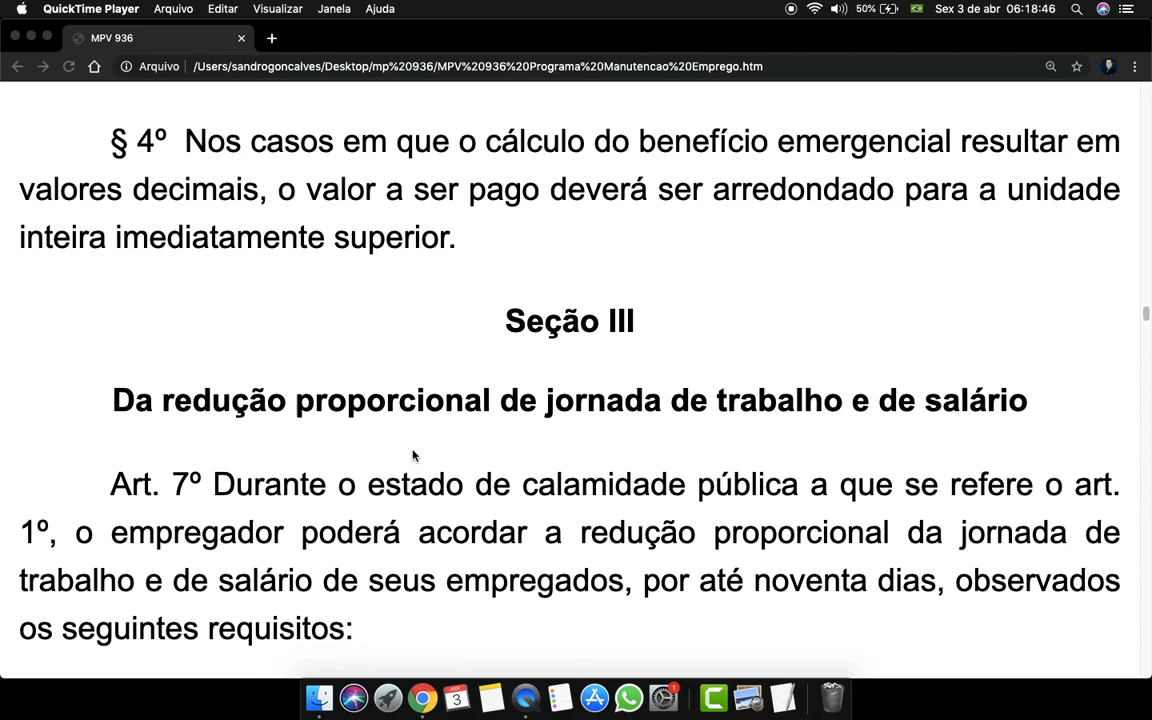 QuickTime Player Arquivo Editar Visualizar Janela Ajuda 50% Sex 3 de abr 06:18:46
MPV 936
Arquivo /Users/sandrogoncalves/Desktop/mp%20936/MPV%20936%20Programa%20Manutencao%20Emprego.htm
§ 4º Nos casos em que o cálculo do benefício emergencial resultar em
valores decimais, o valor a ser pago deverá ser arredondado para a unidade
inteira imediatamente superior.
Seção III
Da redução proporcional de jornada de trabalho e de salário
Art. 7º Durante o estado de calamidade pública a que se refere o art.
1º, o empregador poderá acordar a redução proporcional da jornada de
trabalho e de salário de seus empregados, por até noventa dias, observados
os seguintes requisitos:
3
1